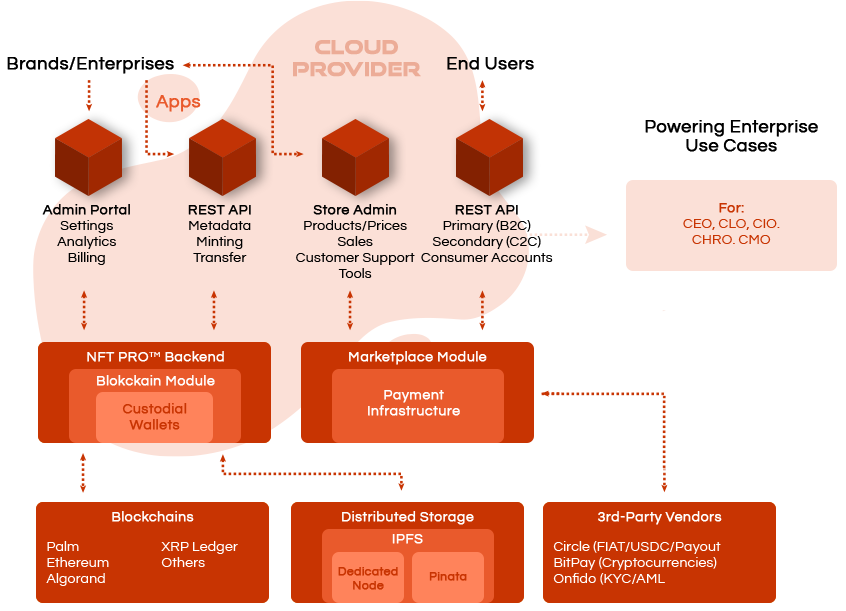 CLOUD
PROVIDER
Brands/Enterprises
End Users
Apps
Powering Enterprise
Use Cases
Admin Portal
Settings
Analytics
Billing
REST API
Metadata
Minting
Transfer
Store Admin
Products/Prices
Sales
Customer Support
Tools
REST API
Primary (B2C)
Secondary (C2C)
Consumer Accounts
For:
CEO, CLO, CIO.
CHRO. CMO
NFT PRO™ Backend
Blokckain Module
Custodial
Wallets
Marketplace Module
Payment
Infrastructure
Blockchains
Palm
Ethereum
Algorand
XRP Ledger
Others
Distributed Storage
IPFS
Dedicated
Node
Pinata
3rd-Party Vendors
Circle (FIAT/USDC/Payout
BitPay (Cryptocurrencies)
Onfido (KYC/AML